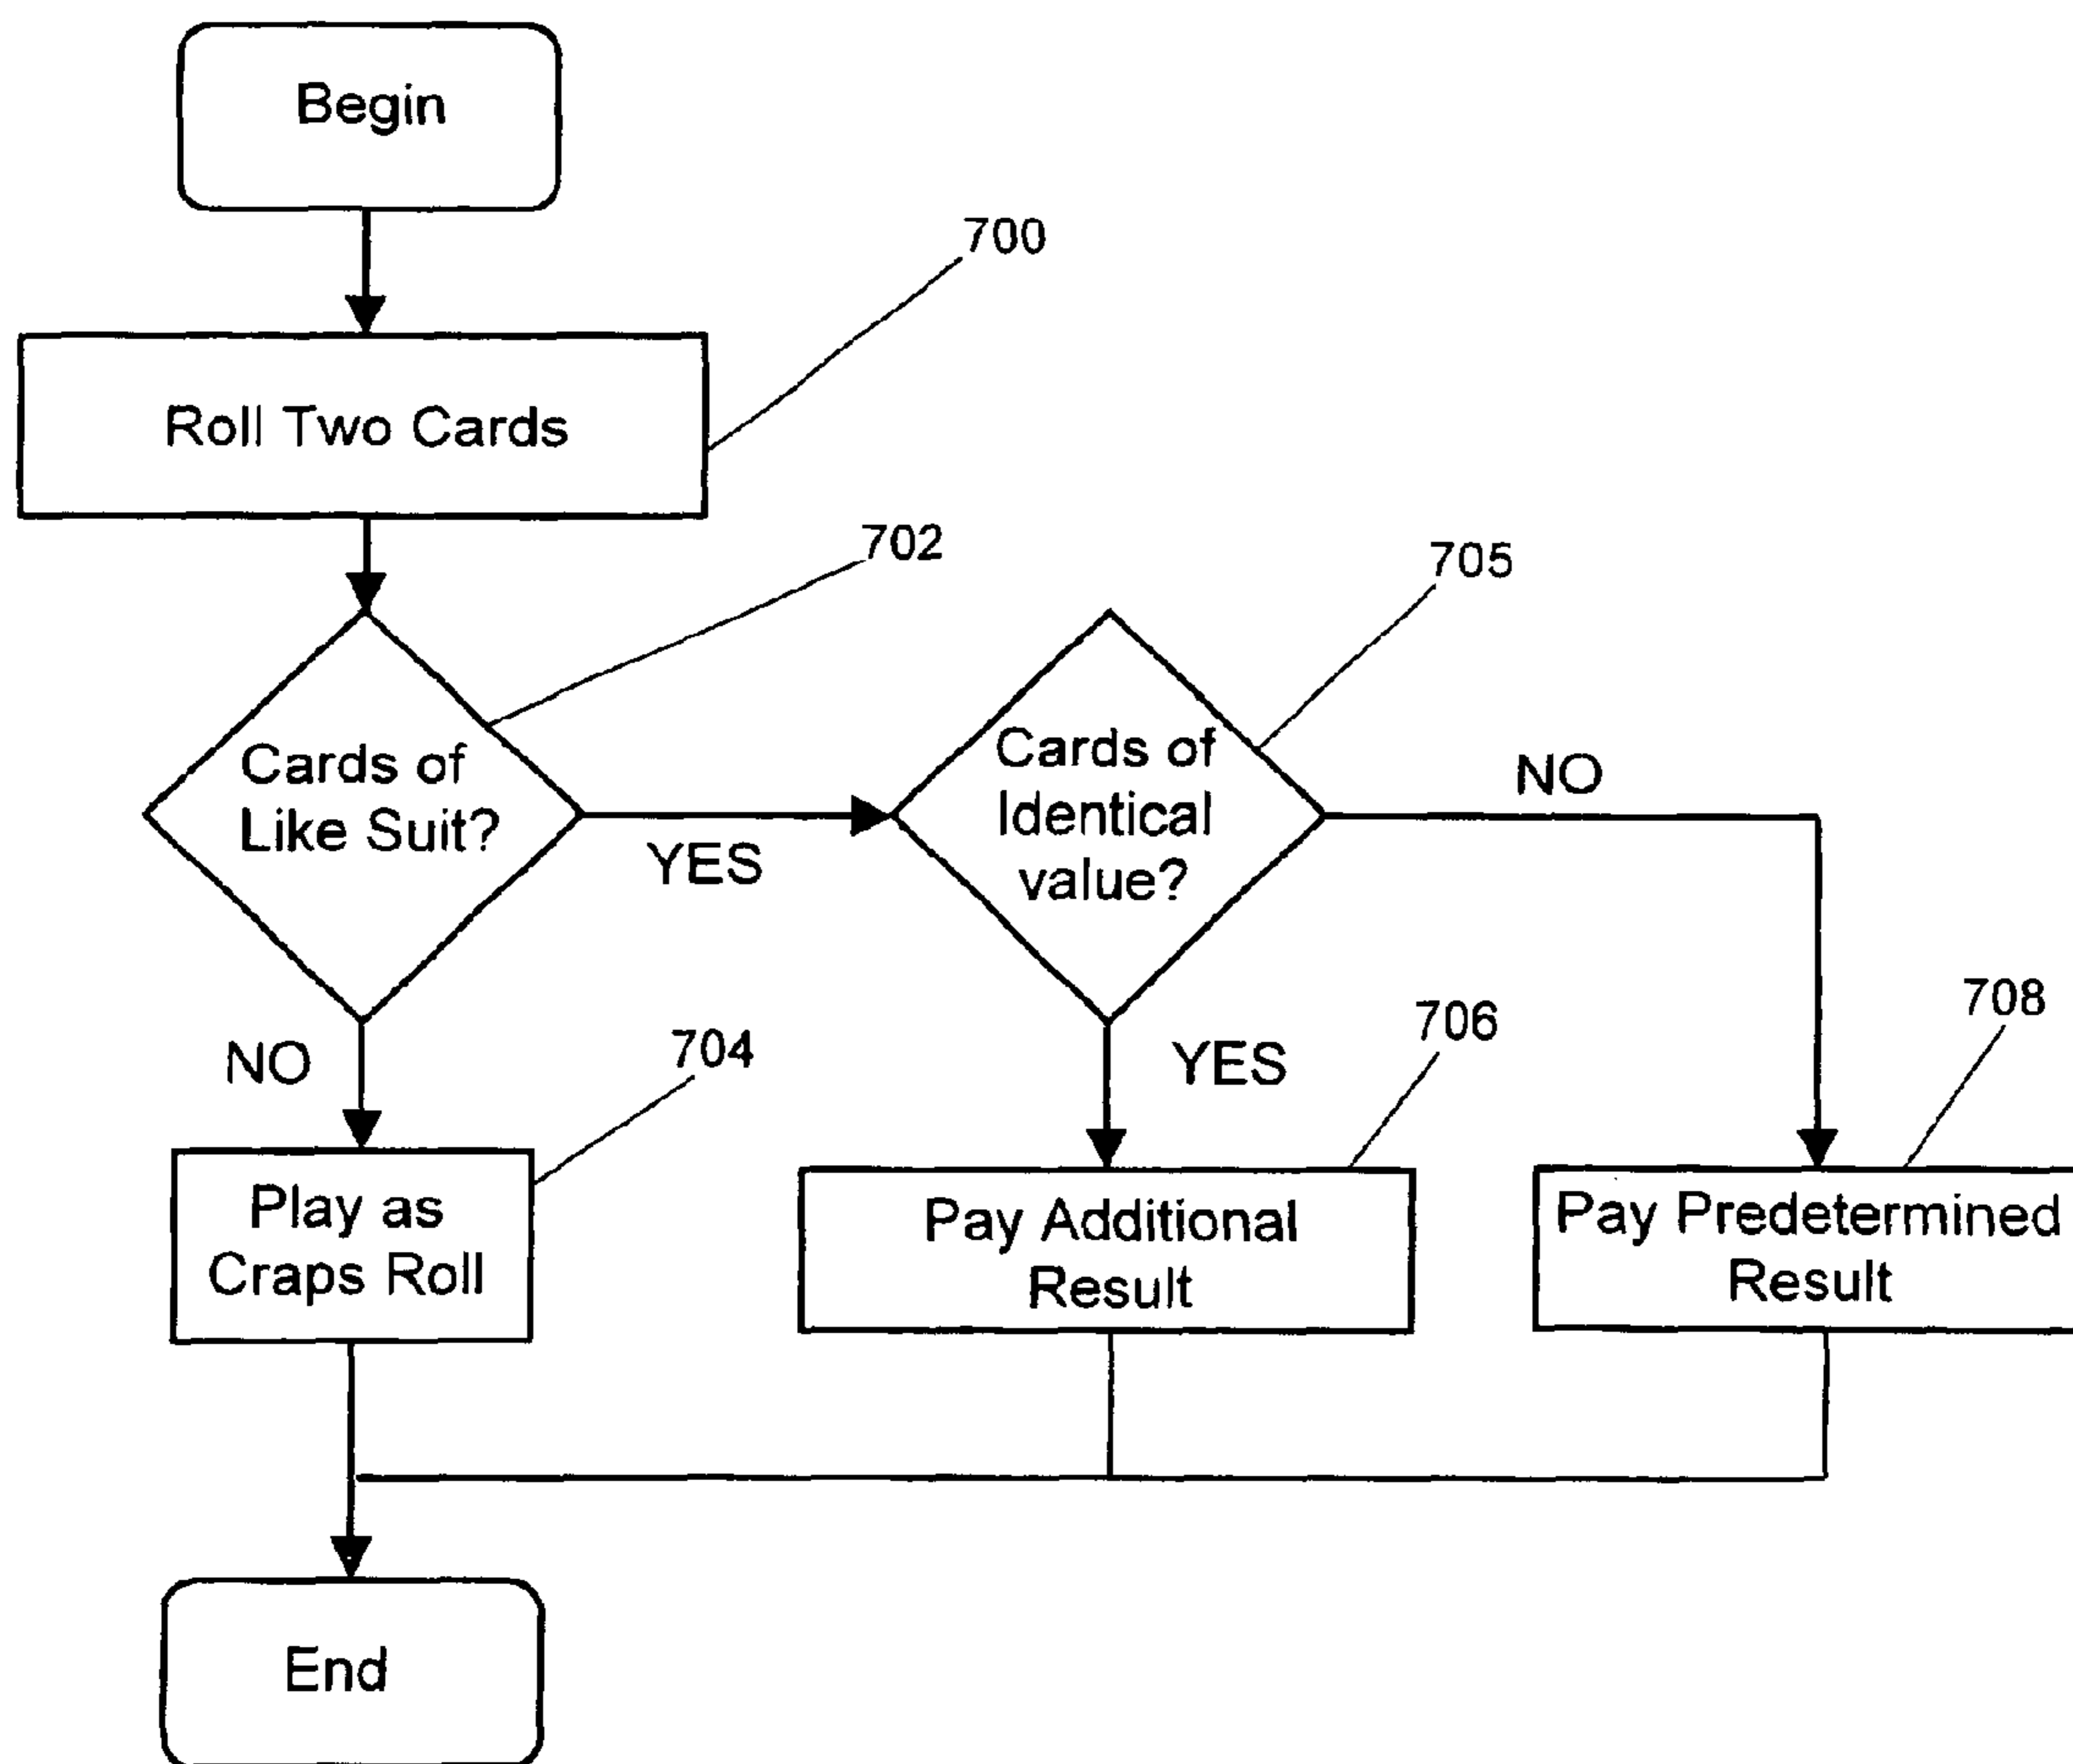 Begin
700
Roll Two Cards
702
705
Cards of
Like Suit?
YES
Cards of
Identical
value?
NO
NO
704
YES
706
708
Play as
Craps Roll
Pay Additional
Result
Pay Predetermined
Result
End